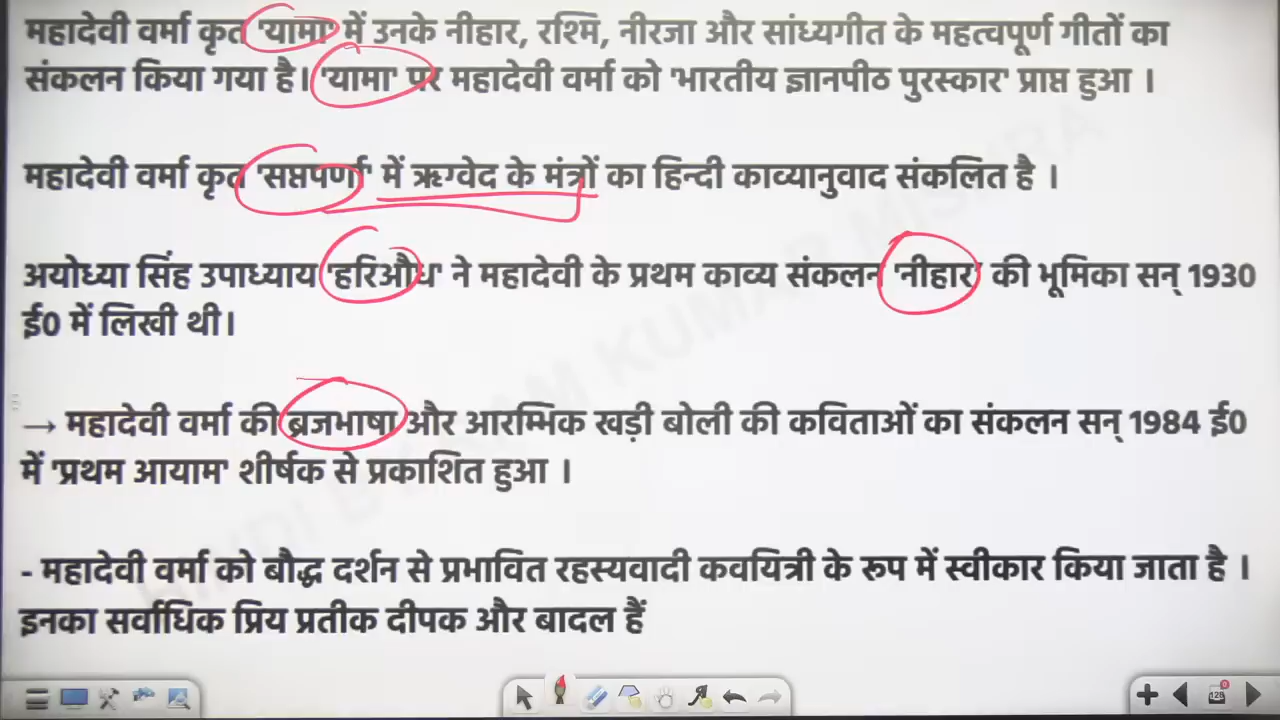 महादेवी वर्मा कृत 'यामा' में उनके नीहार, रश्मि, नीरजा और सांध्यगीत के महत्वपूर्ण गीतों का
संकलन किया गया है। 'यामा' पर महादेवी वर्मा को 'भारतीय ज्ञानपीठ पुरस्कार' प्राप्त हुआ ।
महादेवी वर्मा कृत 'सप्तपर्णा' में ऋग्वेद के मंत्रों का हिन्दी काव्यानुवाद संकलित है ।
अयोध्या सिंह उपाध्याय 'हरिऔध' ने महादेवी के प्रथम काव्य संकलन 'नीहार' की भूमिका सन् 1930
ई0 में लिखी थी।
→ महादेवी वर्मा की ब्रजभाषा और आरम्भिक खड़ी बोली की कविताओं का संकलन सन् 1984 ई0
में 'प्रथम आयाम' शीर्षक से प्रकाशित हुआ ।
- महादेवी वर्मा को बौद्ध दर्शन से प्रभावित रहस्यवादी कवयित्री के रूप में स्वीकार किया जाता है ।
इनका सर्वाधिक प्रिय प्रतीक दीपक और बादल हैं